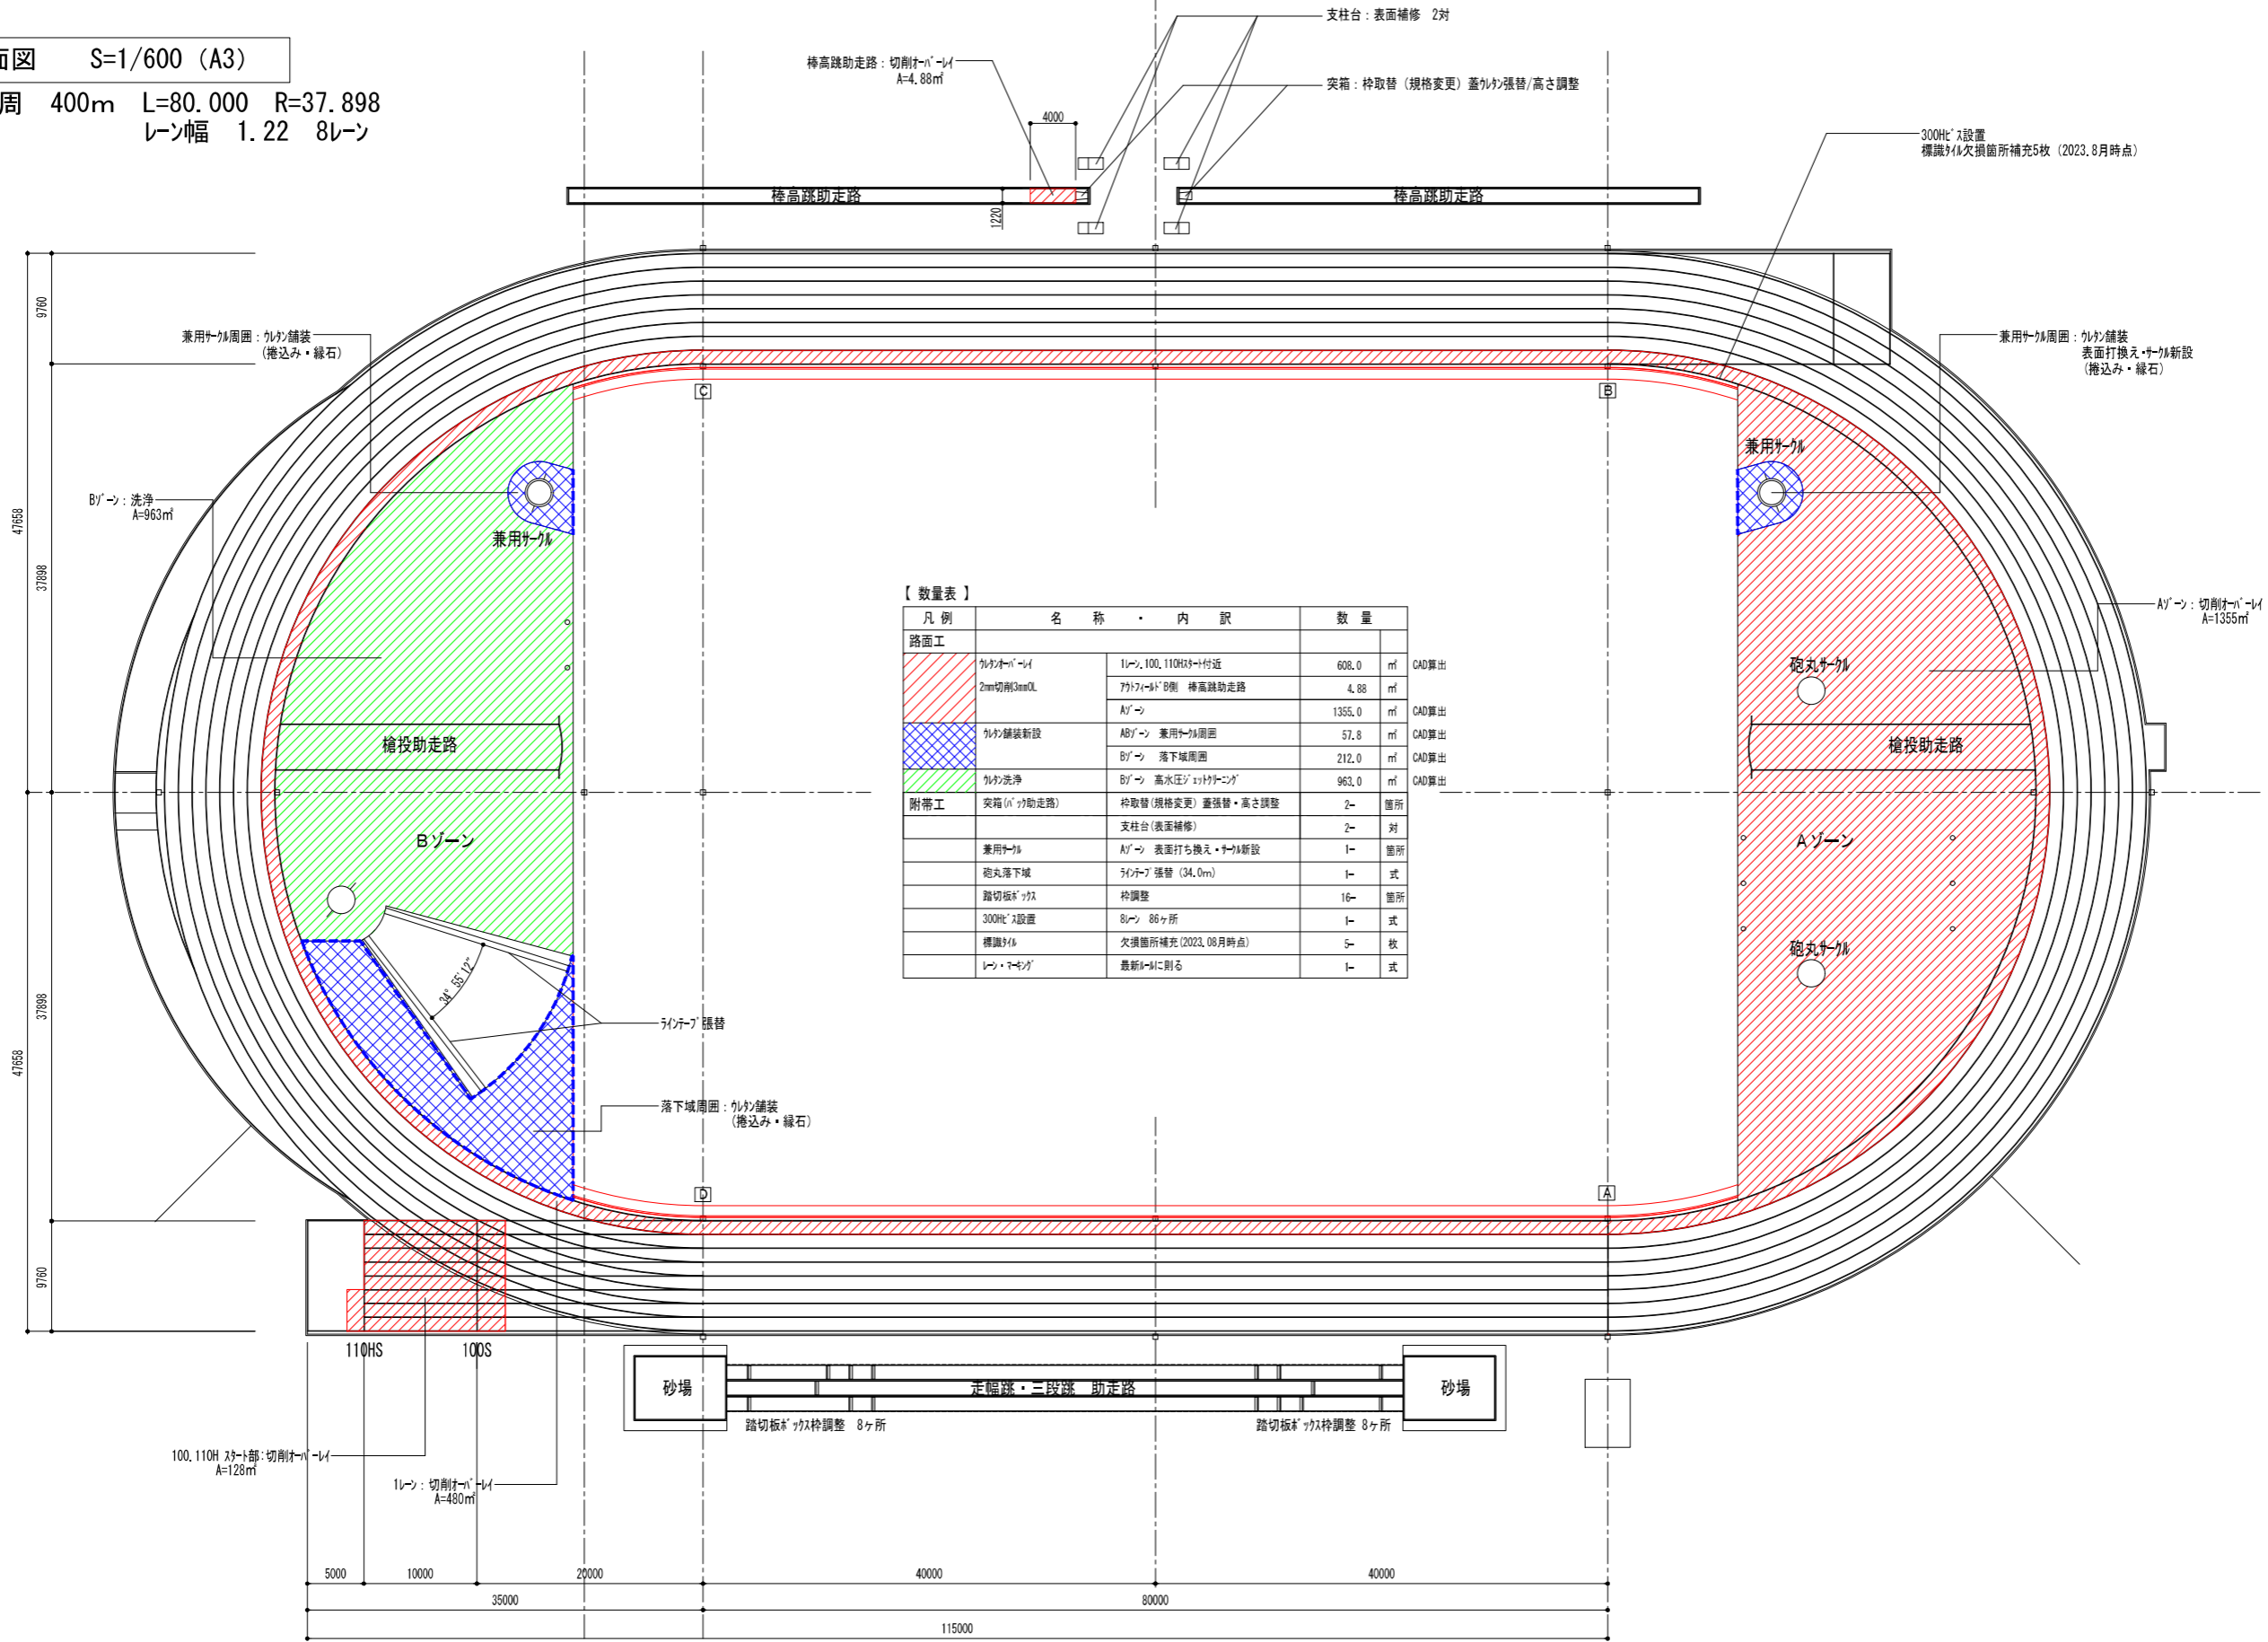 面図　S=1/600（A3）
周　400m　L=80.000　R=37.898
ﾚｰﾝ幅　1.22　8ﾚｰﾝ
支柱台：表面補修　2対
棒高跳助走路：切削ｵｰﾊﾞｰﾚｲ
A=4.88㎡
突箱：枠取替（規格変更）蓋ｳﾚﾀﾝ張替/高さ調整
4000
300Hﾋﾞｽ設置
標識ﾀｲﾙ欠損箇所補充5枚（2023.8月時点）
棒高跳助走路
棒高跳助走路
1220
9760
47658
37898
37898
47658
9760
兼用ｻｰｸﾙ周囲：ｳﾚﾀﾝ舗装
(捲込み・縁石)
兼用ｻｰｸﾙ周囲：ｳﾚﾀﾝ舗装
表面打換え・ｻｰｸﾙ新設
(捲込み・縁石)
C
B
兼用ｻｰｸﾙ
Bｿﾞｰﾝ：洗浄
A=963㎡
兼用ｻｰｸﾙ
Aｿﾞｰﾝ：切削ｵｰﾊﾞｰﾚｲ
A=1355㎡
砲丸ｻｰｸﾙ
槍投助走路
槍投助走路
Bゾーン
Aゾーン
砲丸ｻｰｸﾙ
【 数量表 】
凡 例　名　称　・　内　訳　数　量
路面工
ｳﾚﾀﾝｵｰﾊﾞｰﾚｲ　1ﾚｰﾝ.100.110Hｽﾀｰﾄ付近　608.0　㎡　CAD算出
2mm切削3mmOL　ｱｳﾄﾌｨｰﾙﾄﾞB側　棒高跳助走路　4.88　㎡
Aｿﾞｰﾝ　1355.0　㎡　CAD算出
ｳﾚﾀﾝ舗装新設　ABｿﾞｰﾝ　兼用ｻｰｸﾙ周囲　57.8　㎡　CAD算出
Bｿﾞｰﾝ　落下域周囲　212.0　㎡　CAD算出
ｳﾚﾀﾝ洗浄　Bｿﾞｰﾝ　高水圧ｼﾞｪｯﾄｸﾘｰﾆﾝｸﾞ　963.0　㎡　CAD算出
附帯工　突箱(ﾊﾞｯｸ助走路)　枠取替(規格変更) 蓋張替・高さ調整　2-　箇所
支柱台(表面補修)　2-　対
兼用ｻｰｸﾙ　Aｿﾞｰﾝ　表面打ち換え・ｻｰｸﾙ新設　1-　箇所
砲丸落下域　ﾗｲﾝﾃｰﾌﾟ張替（34.0m）　1-　式
踏切板ﾎﾞｯｸｽ　枠調整　16-　箇所
300Hﾋﾞｽ設置　8ﾚｰﾝ　86ヶ所　1-　式
標識ﾀｲﾙ　欠損箇所補充(2023.08月時点)　5-　枚
ﾚｰﾝ・ﾏｰｷﾝｸﾞ　最新ﾙｰﾙに則る　1-　式
34°55'12"
ﾗｲﾝﾃｰﾌﾟ張替
落下域周囲：ｳﾚﾀﾝ舗装
(捲込み・縁石)
D
A
110HS
100S
砂場
走幅跳・三段跳　助走路
砂場
踏切板ﾎﾞｯｸｽ枠調整　8ヶ所
踏切板ﾎﾞｯｸｽ枠調整 8ヶ所
100.110H ｽﾀｰﾄ部:切削ｵｰﾊﾞｰﾚｲ
A=128㎡
1ﾚｰﾝ：切削ｵｰﾊﾞｰﾚｲ
A=480㎡
5000　10000　20000　40000　40000
35000　80000
115000